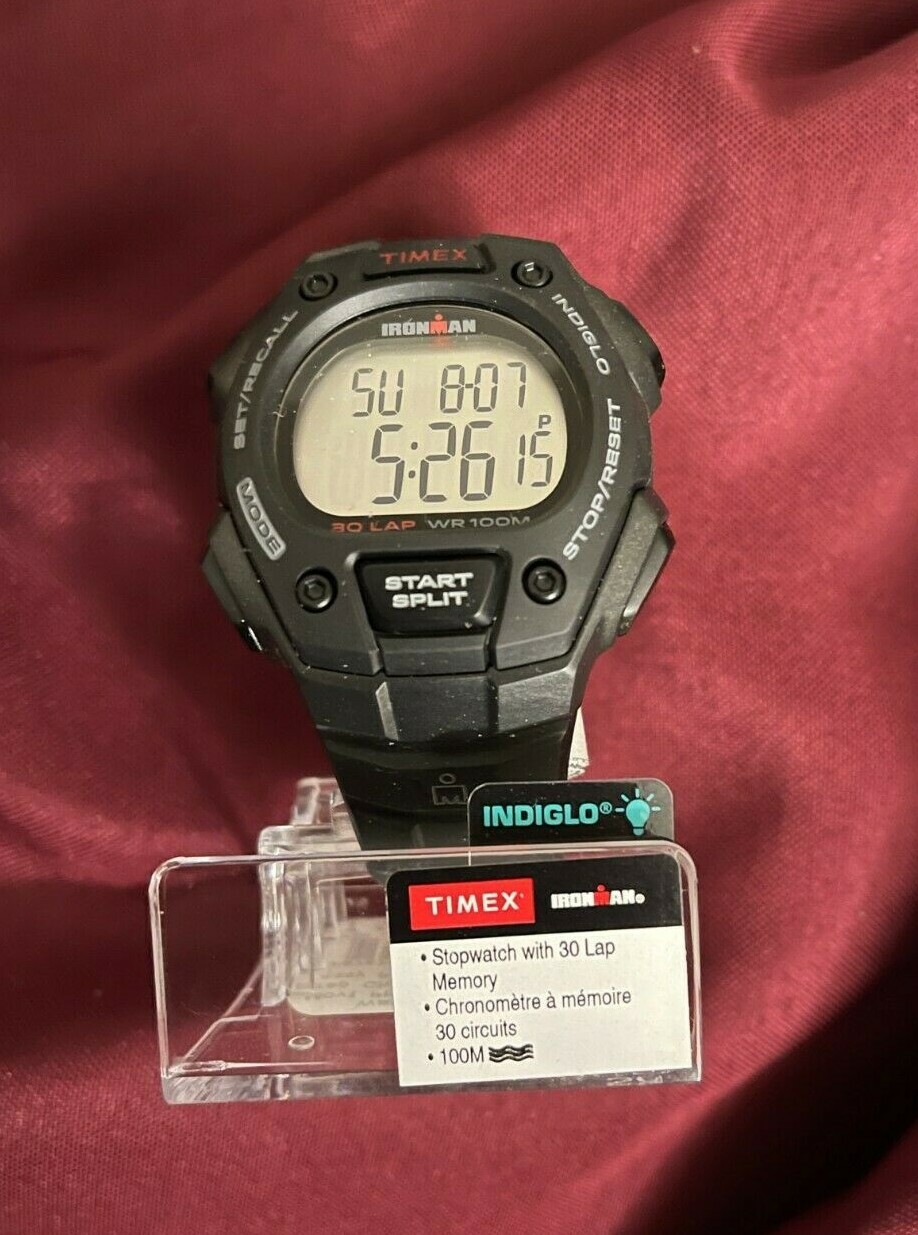 TIMEX
IRONMAN
SET/RECALL
INDIGLO
SU 8-07
P
5:26 15
MODE
STOP/RESET
30 LAP WR 100M
START
SPLIT
INDIGLO®
TIMEX® IRONMAN®
• Stopwatch with 30 Lap
Memory
• Chronomètre à mémoire
30 circuits
• 100M